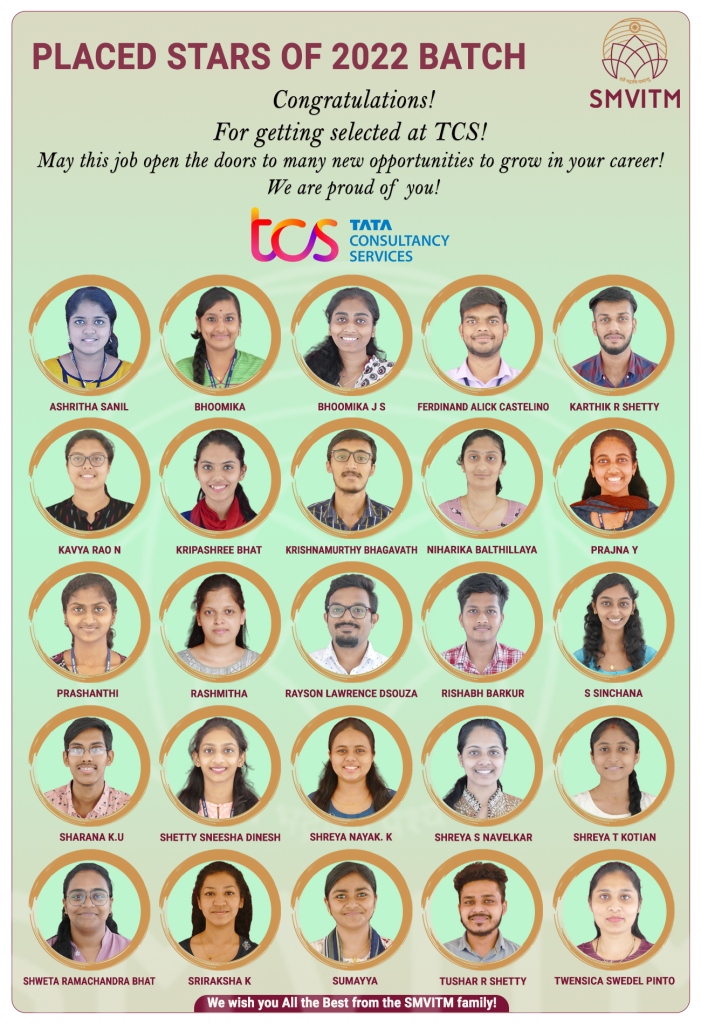 PLACED STARS OF 2022 BATCH
SMVITM
Congratulations!
For getting selected at TCS!
May this job open the doors to many new opportunities to grow in your career!
We are proud of you!
tcs TATA
CONSULTANCY
SERVICES
ASHRITHA SANIL
BHOOMIKA
BHOOMIKA J S
FERDINAND ALICK CASTELINO
KARTHIK R SHETTY
KAVYA RAO N
KRIPASHREE BHAT
KRISHNAMURTHY BHAGAVATH
NIHARIKA BALTHILLAYA
PRAJNA Y
PRASHANTHI
RASHMITHA
RAYSON LAWRENCE DSOUZA
RISHABH BARKUR
S SINCHANA
SHARANA K.U
SHETTY SNEESHA DINESH
SHREYA NAYAK. K
SHREYA S NAVELKAR
SHREYA T KOTIAN
SHWETA RAMACHANDRA BHAT
SRIRAKSHA K
SUMAYYA
TUSHAR R SHETTY
TWENSICA SWEDEL PINTO
We wish you All the Best from the SMVITM family!